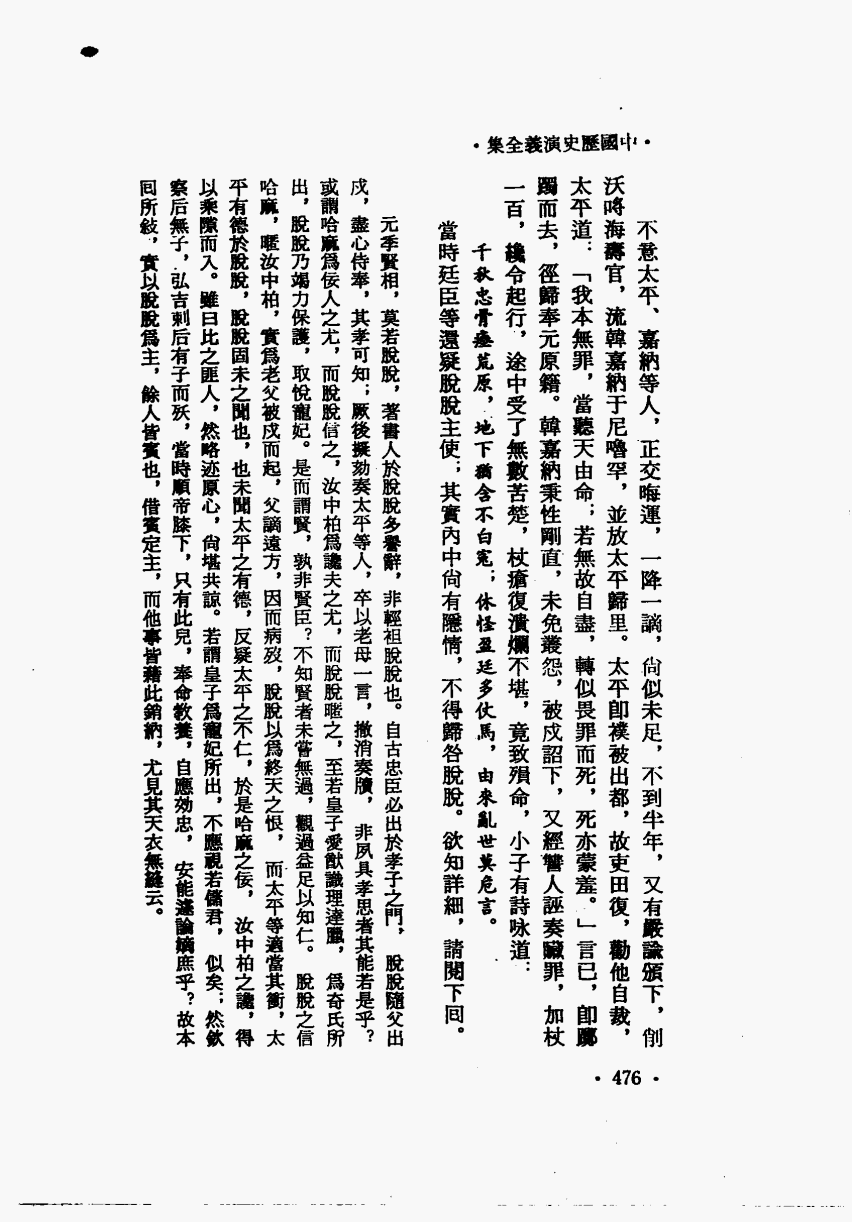 ·中國歷史演義全集·
不意太平、嘉納等人，正交晦運，一降一謫，尙似未足，不到半年，又有嚴諭頒下，削
沃呼海壽官，流韓嘉納于尼嚕罕，並放太平歸里。太平卽襆被出都，故吏田復，勸他自裁，
太平道：「我本無罪，當聽天由命；若無故自盡，轉似畏罪而死，死亦蒙羞。」言已，卽躑
躅而去，徑歸奉元原籍。韓嘉納秉性剛直，未免叢怨，被戍詔下，又經讐人誣奏贓罪，加杖
一百，纔令起行，途中受了無數苦楚，杖瘡復潰爛不堪，竟致殞命，小子有詩咏道：
千秋忠骨瘞荒原，地下猶含不白冤；休怪盈廷多仗馬，由來亂世莫危言。
當時廷臣等還疑脫脫主使；其實內中尙有隱情，不得歸咎脫脫。欲知詳細，請閱下囘。
元季賢相，莫若脫脫，著書人於脫脫多譽辭，非輕袒脫脫也。自古忠臣必出於孝子之門，脫脫隨父出
戍，盡心侍奉，其孝可知；厥後擬劾奏太平等人，卒以老母一言，撤消奏牘，非夙具孝思者其能若是乎？
或謂哈麻爲佞人之尤，而脫脫信之，汝中柏爲讒夫之尤，而脫脫暱之，至若皇子愛猷識理達臘，爲奇氏所
出，脫脫乃竭力保護，取悅寵妃。是而謂賢，孰非賢臣？不知賢者未嘗無過，觀過益足以知仁。脫脫之信
哈麻，暱汝中柏，實爲老父被戍而起，父謫遠方，因而病歿，脫脫以爲終天之恨，而太平等適當其衝，太
平有德於脫脫，脫脫固未之聞也，也未聞太平之有德，反疑太平之不仁，於是哈麻之佞，汝中柏之讒，得
以乘隙而入。雖曰比之匪人，然略迹原心，尙堪共諒。若謂皇子爲寵妃所出，不應視若儲君，似矣；然欽
察后無子，弘吉剌后有子而殀，當時順帝膝下，只有此兒，奉命教養，自應効忠，安能遽論嫡庶乎？故本
囘所敍，實以脫脫爲主，餘人皆賓也，借賓定主，而他事皆藉此銷納，尤見其天衣無縫云。
·476·